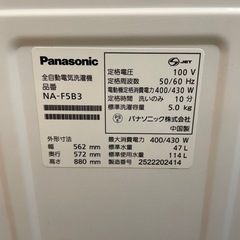 Panasonic
JET
全自動電気洗濯機
品番
NA-F5B3
定格電圧 100 V
定格周波数 50/60 Hz
電動機定格消費電力 400/430 W
定格時間 洗いのみ 10 分
標準洗濯容量 5.0 kg
パナソニック株式会社
中国製
外形寸法
幅 562 mm
奥行 572 mm
高さ 880 mm
最大消費電力 400/430 W
標準水位 47 L
標準使用水量 114 L
製造番号 2522202414